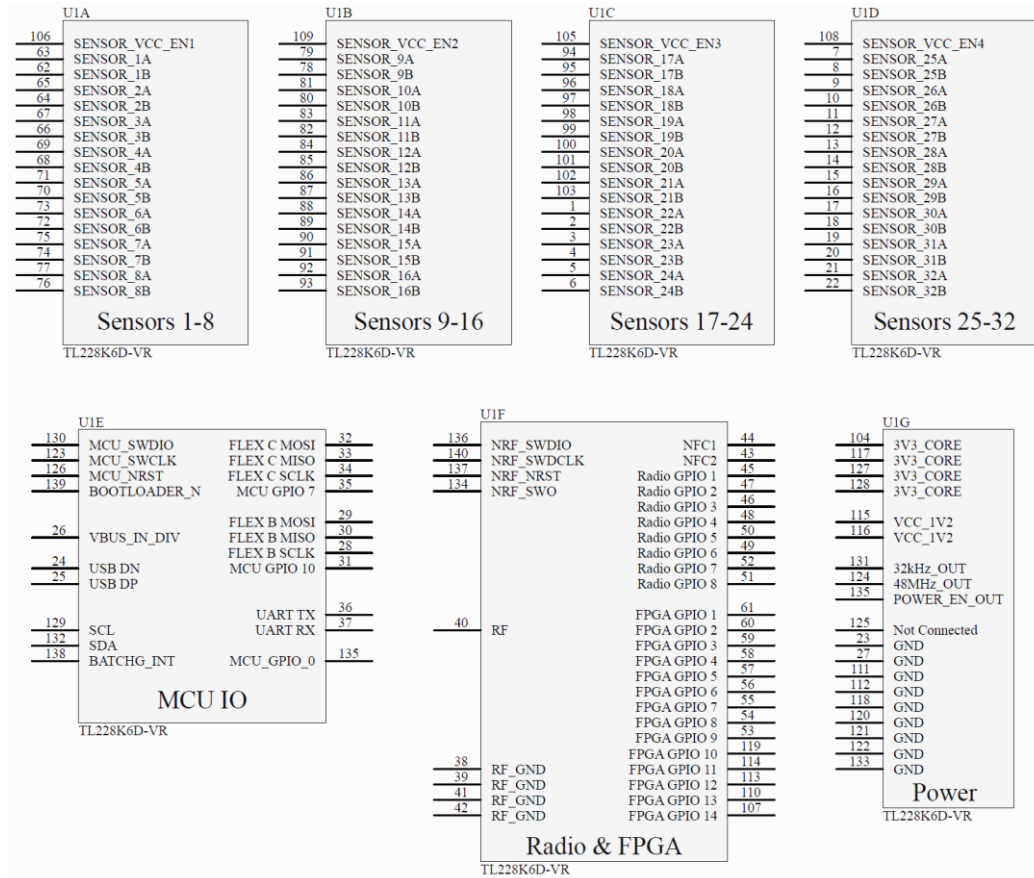 U1A
106 SENSOR_VCC_EN1
63 SENSOR_1A
62 SENSOR_1B
65 SENSOR_2A
64 SENSOR_2B
67 SENSOR_3A
66 SENSOR_3B
69 SENSOR_4A
68 SENSOR_4B
71 SENSOR_5A
70 SENSOR_5B
73 SENSOR_6A
72 SENSOR_6B
75 SENSOR_7A
74 SENSOR_7B
77 SENSOR_8A
76 SENSOR_8B
Sensors 1-8
TL228K6D-VR
U1B
109 SENSOR_VCC_EN2
79 SENSOR_9A
78 SENSOR_9B
81 SENSOR_10A
80 SENSOR_10B
83 SENSOR_11A
82 SENSOR_11B
84 SENSOR_12A
85 SENSOR_12B
86 SENSOR_13A
87 SENSOR_13B
88 SENSOR_14A
89 SENSOR_14B
90 SENSOR_15A
91 SENSOR_15B
92 SENSOR_16A
93 SENSOR_16B
Sensors 9-16
TL228K6D-VR
U1C
105 SENSOR_VCC_EN3
94 SENSOR_17A
95 SENSOR_17B
96 SENSOR_18A
97 SENSOR_18B
98 SENSOR_19A
99 SENSOR_19B
100 SENSOR_20A
101 SENSOR_20B
102 SENSOR_21A
103 SENSOR_21B
1 SENSOR_22A
2 SENSOR_22B
3 SENSOR_23A
4 SENSOR_23B
5 SENSOR_24A
6 SENSOR_24B
Sensors 17-24
TL228K6D-VR
U1D
108 SENSOR_VCC_EN4
7 SENSOR_25A
8 SENSOR_25B
9 SENSOR_26A
10 SENSOR_26B
11 SENSOR_27A
12 SENSOR_27B
13 SENSOR_28A
14 SENSOR_28B
15 SENSOR_29A
16 SENSOR_29B
17 SENSOR_30A
18 SENSOR_30B
19 SENSOR_31A
20 SENSOR_31B
21 SENSOR_32A
22 SENSOR_32B
Sensors 25-32
TL228K6D-VR
U1E
130 MCU_SWDIO FLEX C MOSI 32
123 MCU_SWCLK FLEX C MISO 33
126 MCU_NRST FLEX C SCLK 34
139 BOOTLOADER_N MCU GPIO 7 35
FLEX B MOSI 29
26 VBUS_IN_DIV FLEX B MISO 30
FLEX B SCLK 28
24 USB DN MCU GPIO 10 31
25 USB DP
UART TX 36
129 SCL UART RX 37
132 SDA
138 BATCHG_INT MCU_GPIO_0 135
MCU IO
TL228K6D-VR
U1F
136 NRF_SWDIO NFC1 44
140 NRF_SWDCLK NFC2 43
137 NRF_NRST Radio GPIO 1 45
134 NRF_SWO Radio GPIO 2 47
Radio GPIO 3 46
Radio GPIO 4 48
Radio GPIO 5 50
Radio GPIO 6 49
Radio GPIO 7 52
Radio GPIO 8 51
FPGA GPIO 1 61
40 RF FPGA GPIO 2 60
FPGA GPIO 3 59
FPGA GPIO 4 58
FPGA GPIO 5 57
FPGA GPIO 6 56
FPGA GPIO 7 55
FPGA GPIO 8 54
FPGA GPIO 9 53
FPGA GPIO 10 119
38 RF_GND FPGA GPIO 11 114
39 RF_GND FPGA GPIO 12 113
41 RF_GND FPGA GPIO 13 110
42 RF_GND FPGA GPIO 14 107
Radio & FPGA
TL228K6D-VR
U1G
104 3V3_CORE
117 3V3_CORE
127 3V3_CORE
128 3V3_CORE
115 VCC_1V2
116 VCC_1V2
131 32kHz_OUT
124 48MHz_OUT
135 POWER_EN_OUT
125 Not Connected
23 GND
27 GND
111 GND
112 GND
118 GND
120 GND
121 GND
122 GND
133 GND
Power
TL228K6D-VR